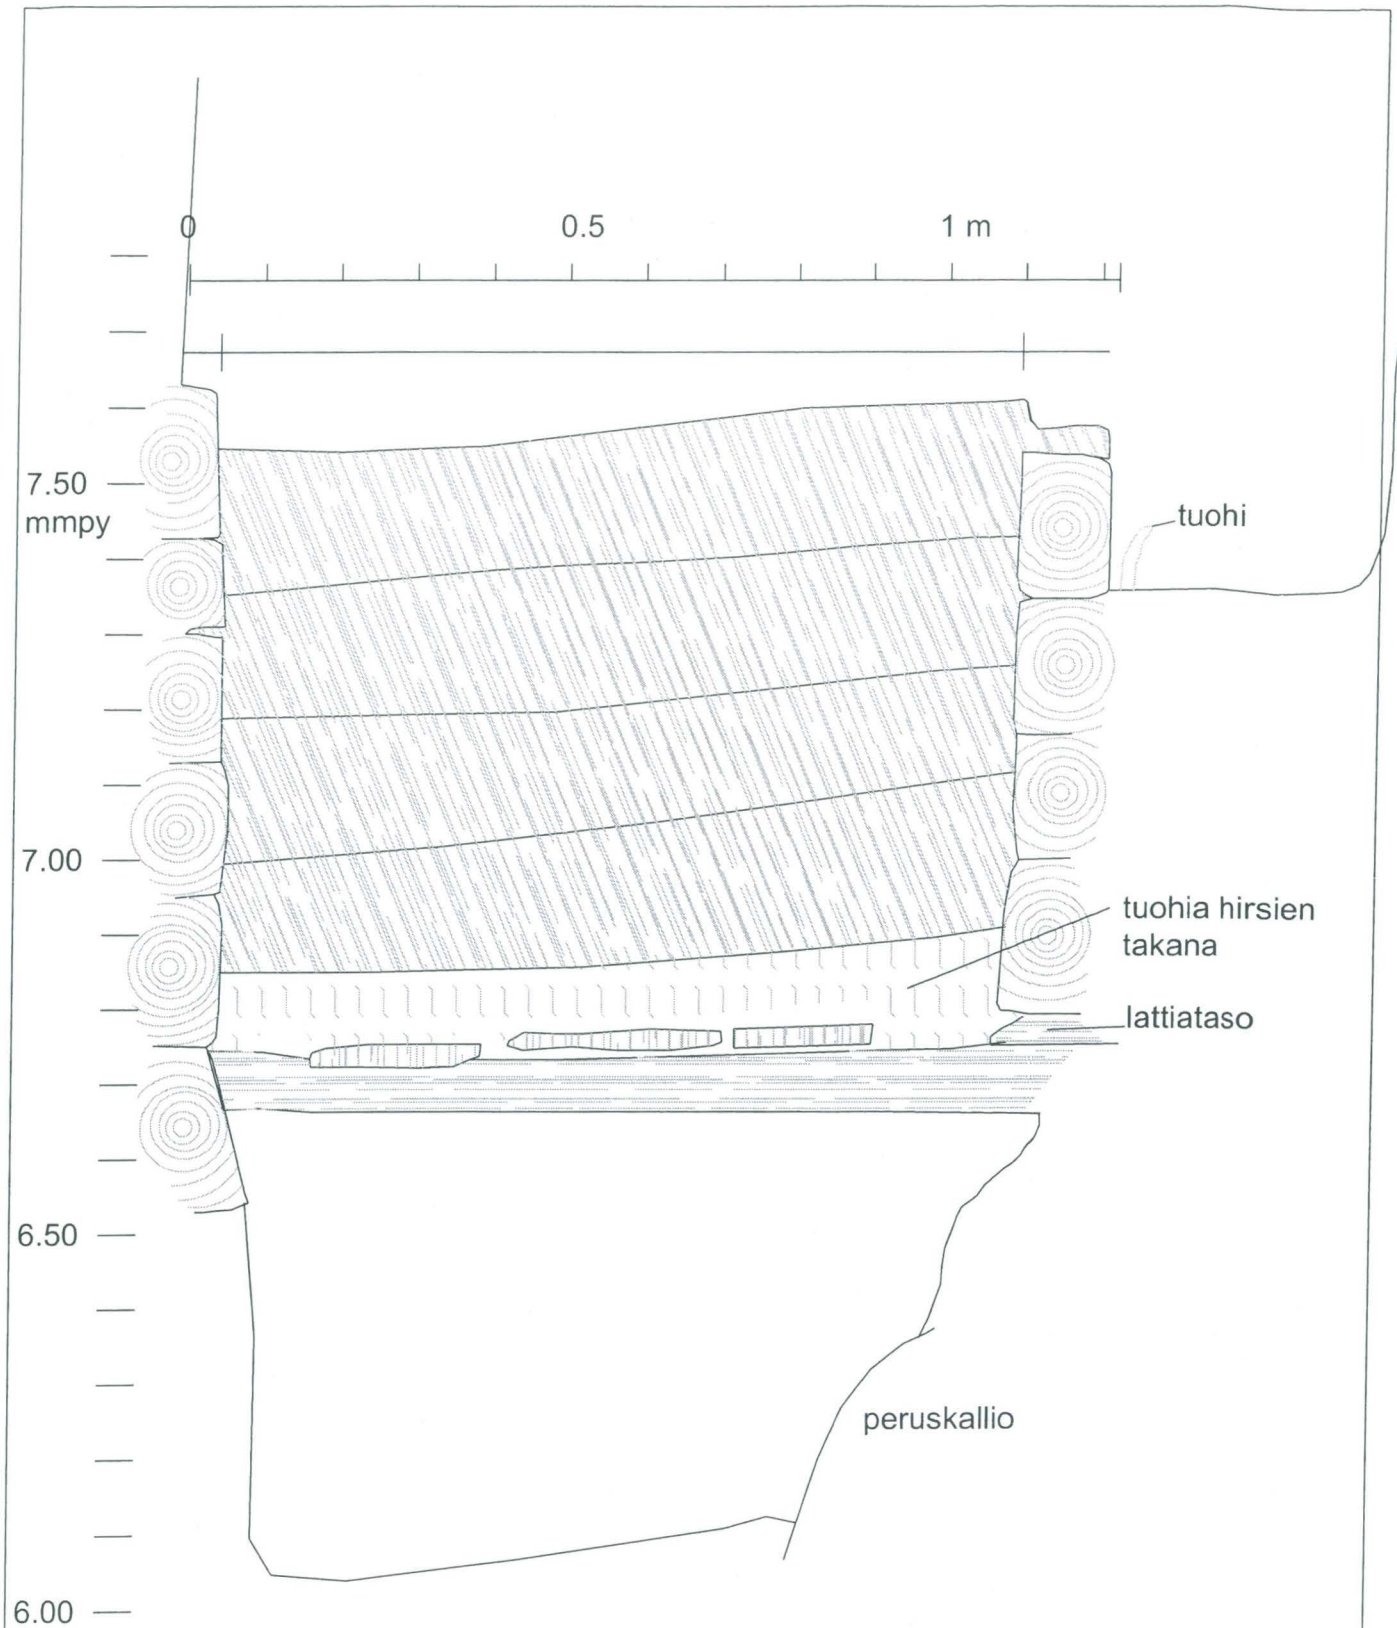 0 0.5 1 m
7.50
mmpy
tuohi
7.00
tuohia hirsien
takana
lattiataso
6.50
peruskallio
6.00